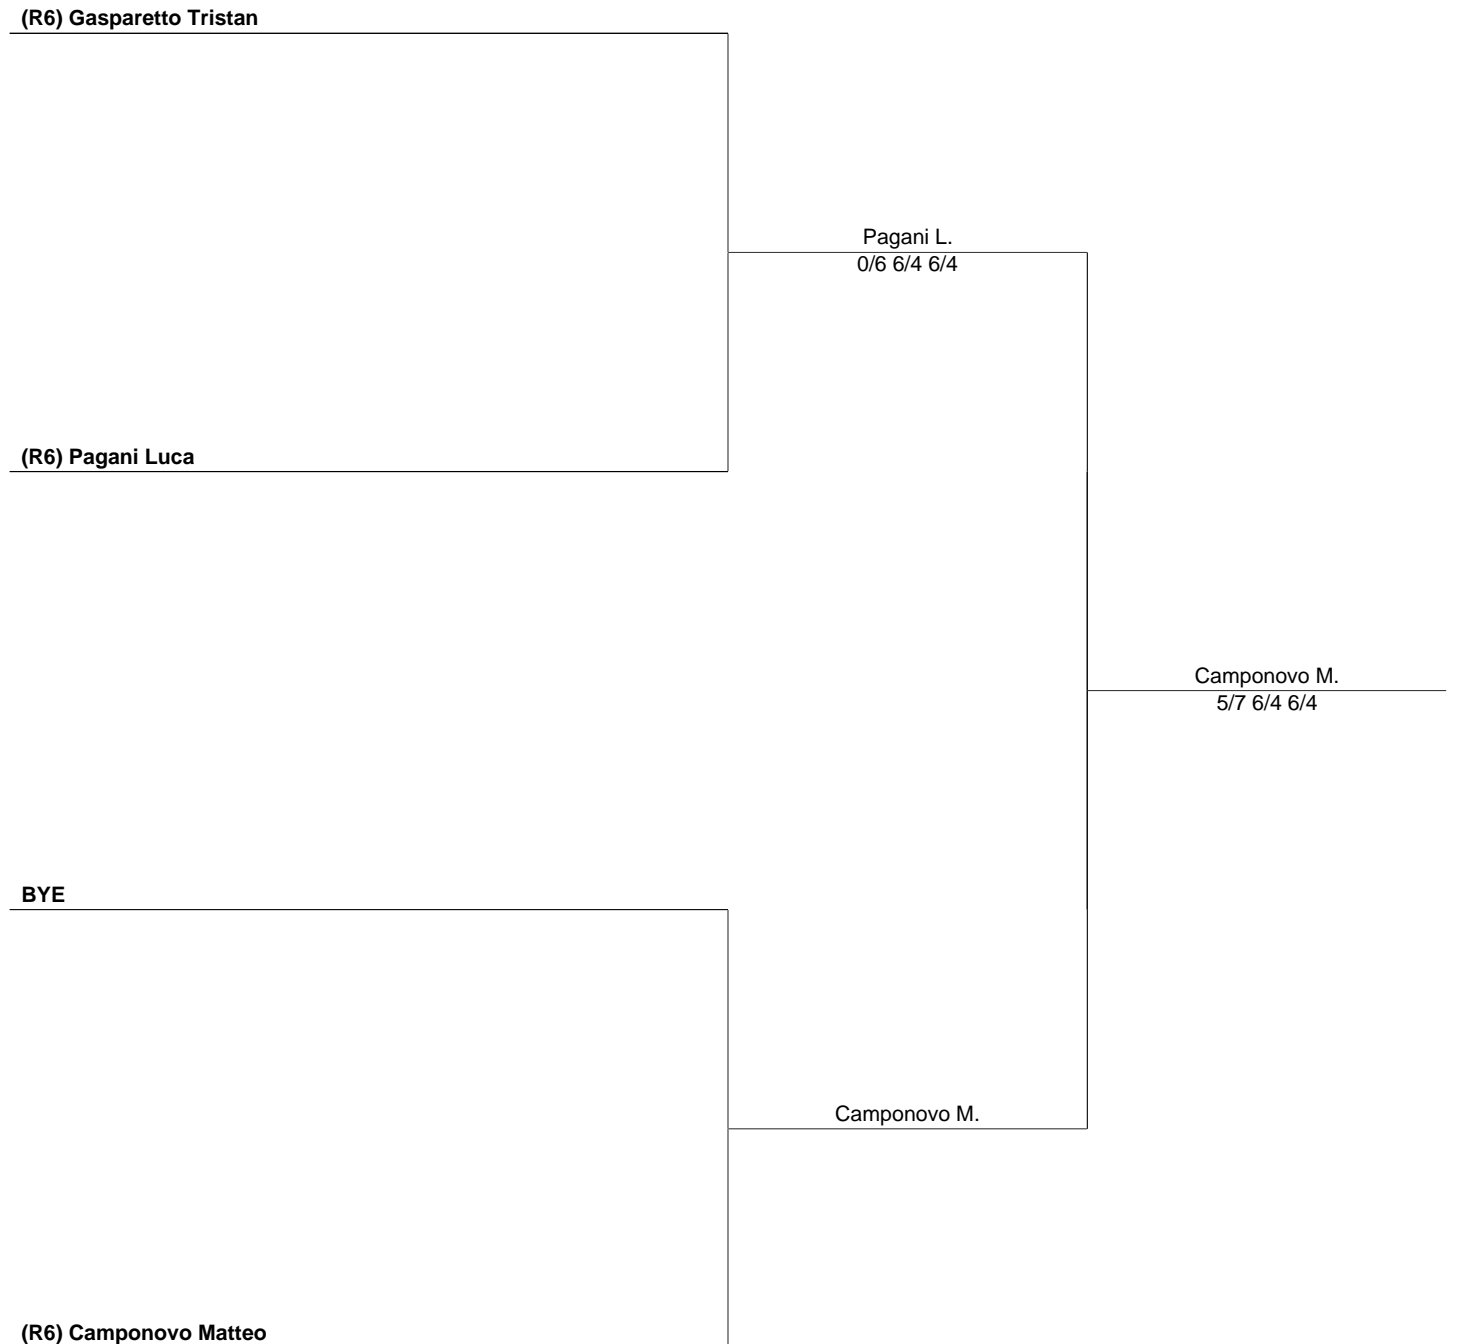 (R6) Gasparetto Tristan
Pagani L.
0/6 6/4 6/4
(R6) Pagani Luca
Camponovo M.
5/7 6/4 6/4
BYE
Camponovo M.
(R6) Camponovo Matteo